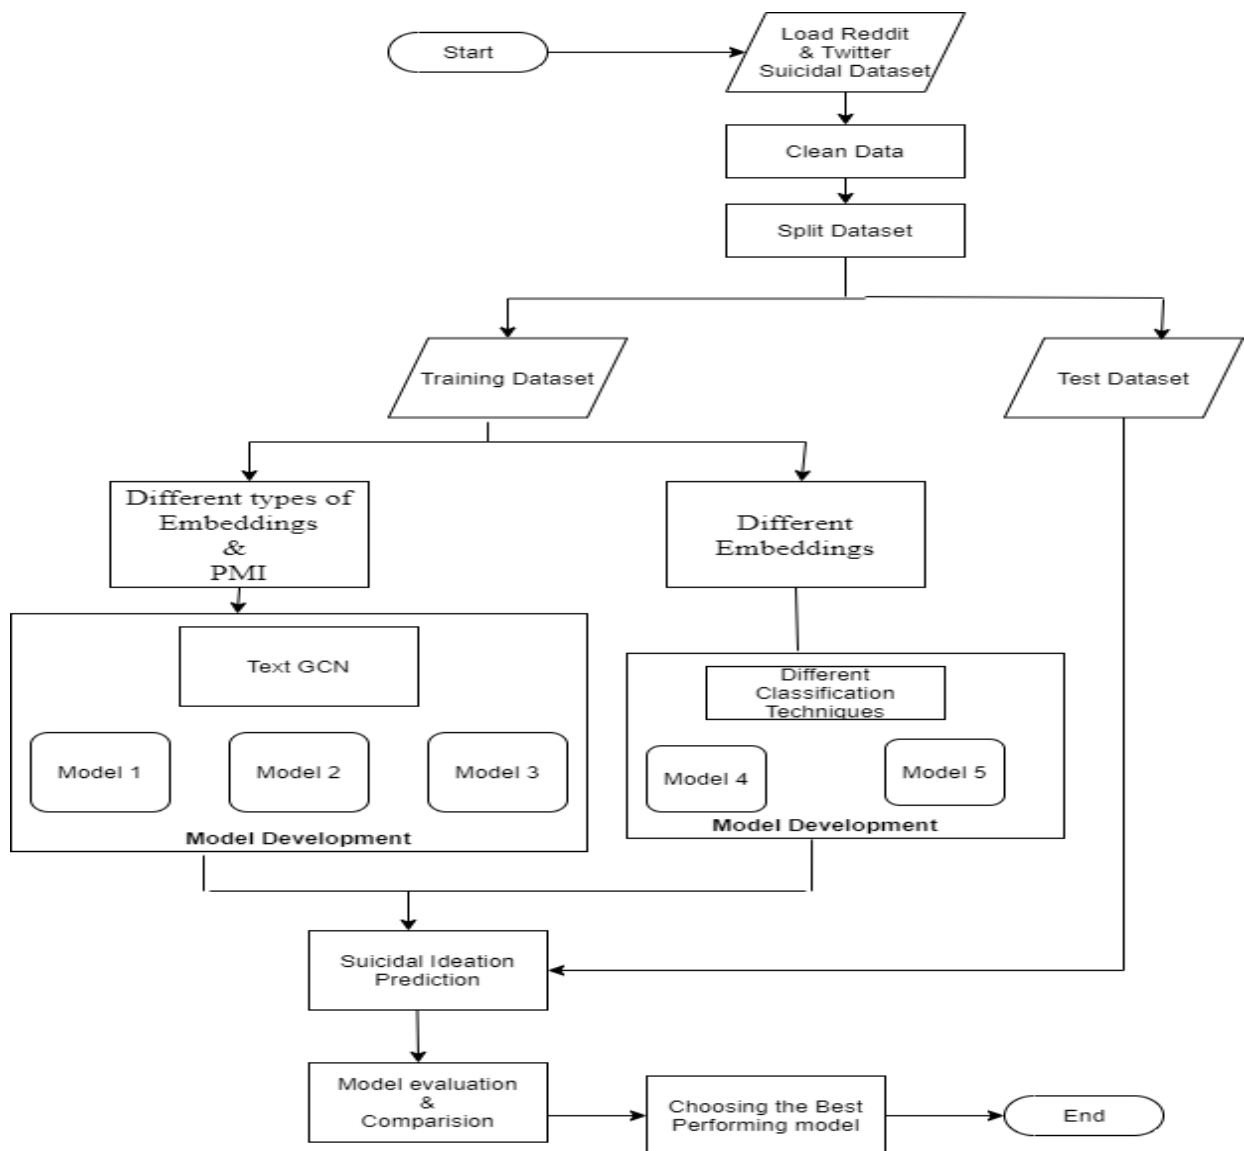 Start
Load Reddit
& Twitter
Suicidal Dataset
Clean Data
Split Dataset
Training Dataset
Test Dataset
Different types of
Embeddings
&
PMI
Different
Embeddings
Text GCN
Model 1
Model 2
Model 3
Model Development
Different
Classification
Techniques
Model 4
Model 5
Model Development
Suicidal Ideation
Prediction
Model evaluation
&
Comparision
Choosing the Best
Performing model
End